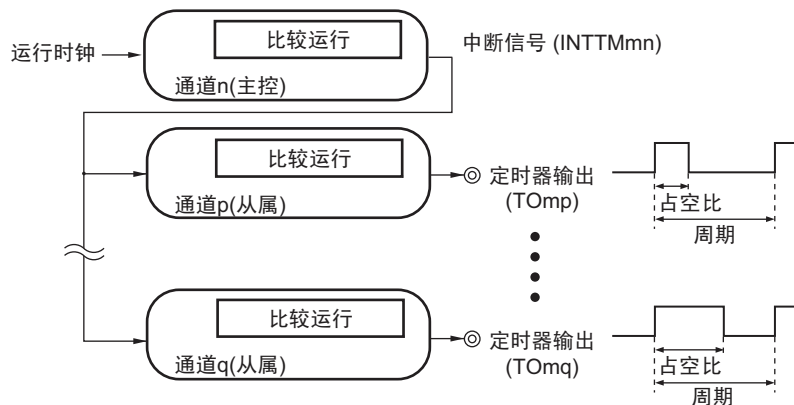 比较运行
运行时钟
中断信号 (INTTMmn)
通道n(主控)
比较运行
定时器输出
(TOmp)
通道p(从属)
占空比
周期
比较运行
定时器输出
(TOmq)
通道q(从属)
占空比
周期